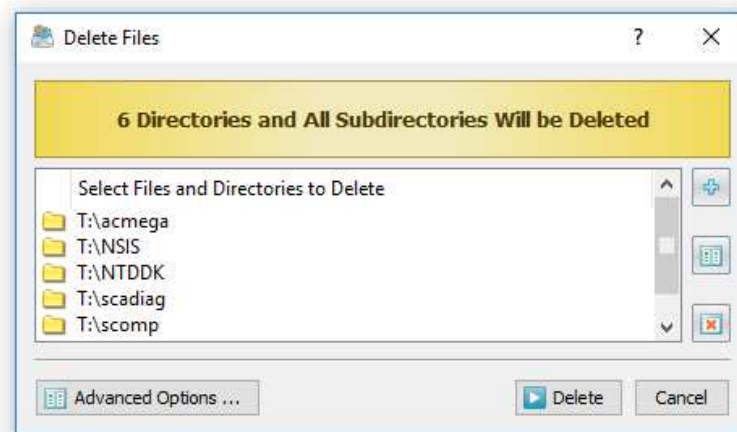 Delete Files
6 Directories and All Subdirectories Will be Deleted
Select Files and Directories to Delete
T:\acmega
T:\NSIS
T:\NTDDK
T:\scadiag
T:\scomp
Advanced Options ...
Delete
Cancel